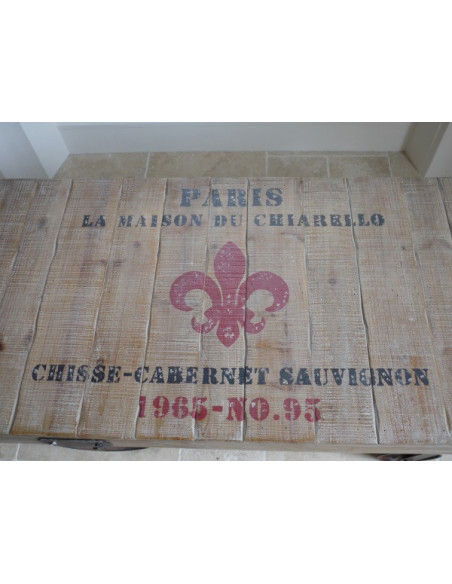 PARIS
LA MAISON DU CHIARELLO
CHISSE-CABERNET SAUVIGNON
1965-NO.95